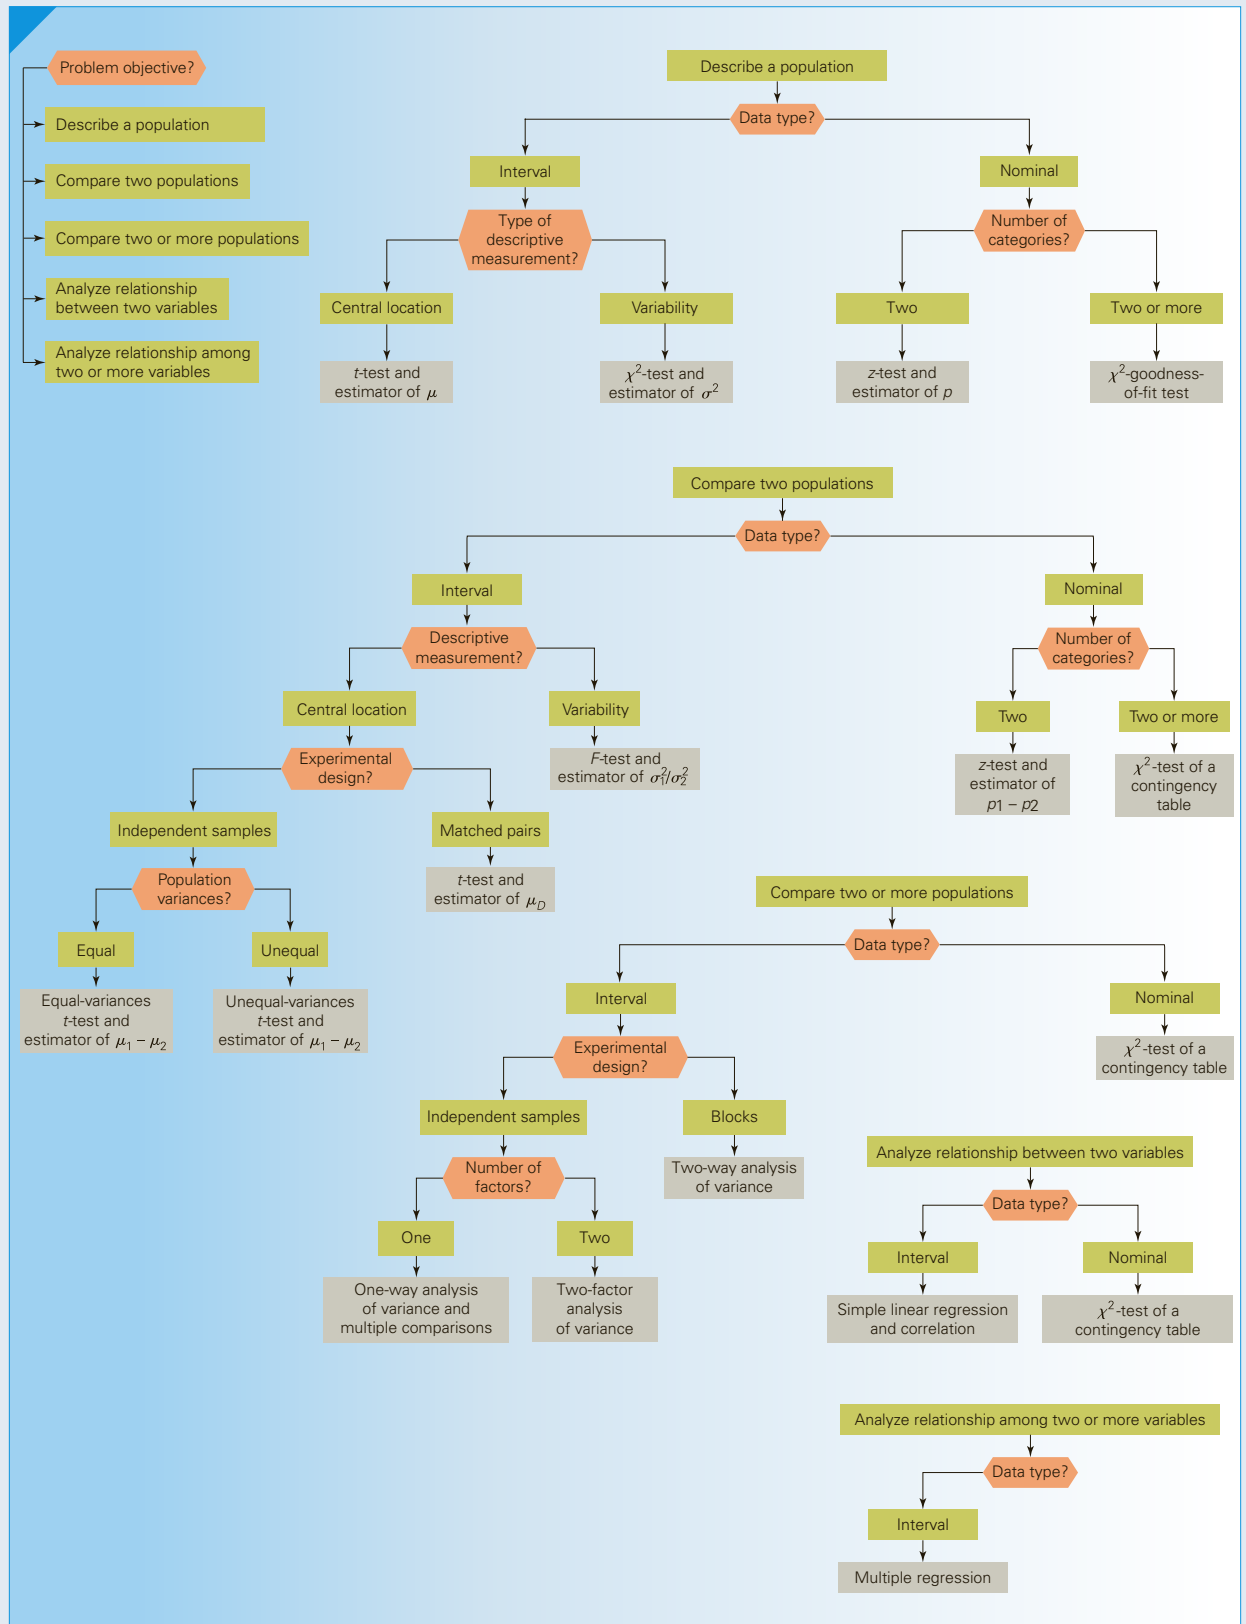 Problem objective?
Describe a population
Compare two populations
Compare two or more populations
Analyze relationship
between two variables
Analyze relationship among
two or more variables
Describe a population
Data type?
Interval
Nominal
Type of
descriptive
measurement?
Number of
categories?
Central location
Variability
Two
Two or more
t-test and
estimator of μ
χ²-test and
estimator of σ²
z-test and
estimator of p
χ²-goodness-
of-fit test
Compare two populations
Data type?
Interval
Nominal
Descriptive
measurement?
Number of
categories?
Central location
Variability
Two
Two or more
Experimental
design?
F-test and
estimator of σ₁²/σ₂²
z-test and
estimator of
p1 – p2
χ²-test of a
contingency
table
Independent samples
Matched pairs
Population
variances?
t-test and
estimator of μ_D
Equal
Unequal
Equal-variances
t-test and
estimator of μ₁ – μ₂
Unequal-variances
t-test and
estimator of μ₁ – μ₂
Compare two or more populations
Data type?
Interval
Nominal
Experimental
design?
χ²-test of a
contingency table
Independent samples
Blocks
Number of
factors?
Two-way analysis
of variance
One
Two
One-way analysis
of variance and
multiple comparisons
Two-factor
analysis
of variance
Analyze relationship between two variables
Data type?
Interval
Nominal
Simple linear regression
and correlation
χ²-test of a
contingency table
Analyze relationship among two or more variables
Data type?
Interval
Multiple regression